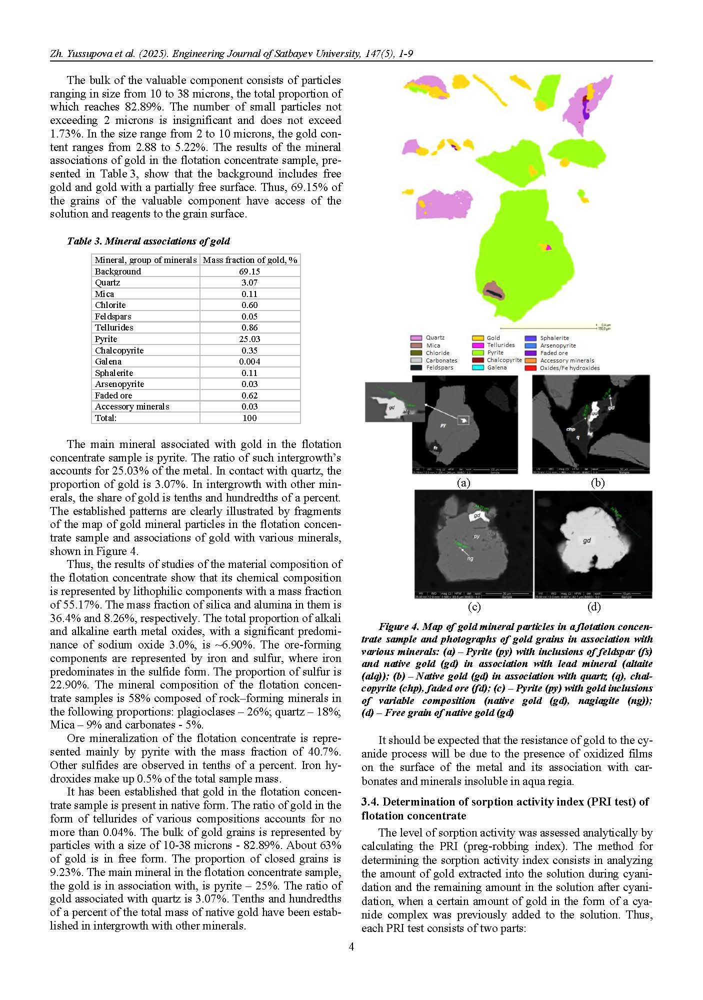 Zh. Yussupova et al. (2025). Engineering Journal of Satbayev University, 147(5), 1-9
The bulk of the valuable component consists of particles
ranging in size from 10 to 38 microns, the total proportion of
which reaches 82.89%. The number of small particles not
exceeding 2 microns is insignificant and does not exceed
1.73%. In the size range from 2 to 10 microns, the gold con-
tent ranges from 2.88 to 5.22%. The results of the mineral
associations of gold in the flotation concentrate sample, pre-
sented in Table 3, show that the background includes free
gold and gold with a partially free surface. Thus, 69.15% of
the grains of the valuable component have access of the
solution and reagents to the grain surface.
Table 3. Mineral associations of gold
Mineral, group of minerals Mass fraction of gold, %
Background 69.15
Quartz 3.07
Mica 0.11
Chlorite 0.60
Feldspars 0.05
Tellurides 0.86
Pyrite 25.03
Chalcopyrite 0.35
Galena 0.004
Sphalerite 0.11
Arsenopyrite 0.03
Faded ore 0.62
Accessory minerals 0.03
Total: 100
The main mineral associated with gold in the flotation
concentrate sample is pyrite. The ratio of such intergrowth's
accounts for 25.03% of the metal. In contact with quartz, the
proportion of gold is 3.07%. In intergrowth with other min-
erals, the share of gold is tenths and hundredths of a percent.
The established patterns are clearly illustrated by fragments
of the map of gold mineral particles in the flotation concen-
trate sample and associations of gold with various minerals,
shown in Figure 4.
Thus, the results of studies of the material composition of
the flotation concentrate show that its chemical composition
is represented by lithophilic components with a mass fraction
of 55.17%. The mass fraction of silica and alumina in them is
36.4% and 8.26%, respectively. The total proportion of alkali
and alkaline earth metal oxides, with a significant predomi-
nance of sodium oxide 3.0%, is ~6.90%. The ore-forming
components are represented by iron and sulfur, where iron
predominates in the sulfide form. The proportion of sulfur is
22.90%. The mineral composition of the flotation concen-
trate samples is 58% composed of rock–forming minerals in
the following proportions: plagioclases – 26%; quartz – 18%;
Mica – 9% and carbonates - 5%.
Ore mineralization of the flotation concentrate is repre-
sented mainly by pyrite with the mass fraction of 40.7%.
Other sulfides are observed in tenths of a percent. Iron hy-
droxides make up 0.5% of the total sample mass.
It has been established that gold in the flotation concen-
trate sample is present in native form. The ratio of gold in the
form of tellurides of various compositions accounts for no
more than 0.04%. The bulk of gold grains is represented by
particles with a size of 10-38 microns - 82.89%. About 63%
of gold is in free form. The proportion of closed grains is
9.23%. The main mineral in the flotation concentrate sample,
the gold is in association with, is pyrite – 25%. The ratio of
gold associated with quartz is 3.07%. Tenths and hundredths
of a percent of the total mass of native gold have been estab-
lished in intergrowth with other minerals.
Quartz Gold Sphalerite
Mica Tellurides Arsenopyrite
Chloride Pyrite Faded ore
Carbonates Chalcopyrite Accessory minerals
Feldspars Galena Oxides/Fe hydroxides
gd
alq
py
fs
gd
gd
chp
q
fd
(a) (b)
gd
py
ng
gd
(c) (d)
Figure 4. Map of gold mineral particles in a flotation concen-
trate sample and photographs of gold grains in association with
various minerals: (a) – Pyrite (py) with inclusions of feldspar (fs)
and native gold (gd) in association with lead mineral (altaite
(alq)); (b) – Native gold (gd) in association with quartz (q), chal-
copyrite (chp), faded ore (fd); (c) – Pyrite (py) with gold inclusions
of variable composition (native gold (gd), nagiagite (ng));
(d) – Free grain of native gold (gd)
It should be expected that the resistance of gold to the cy-
anide process will be due to the presence of oxidized films
on the surface of the metal and its association with car-
bonates and minerals insoluble in aqua regia.
3.4. Determination of sorption activity index (PRI test) of
flotation concentrate
The level of sorption activity was assessed analytically by
calculating the PRI (preg-robbing index). The method for
determining the sorption activity index consists in analyzing
the amount of gold extracted into the solution during cyani-
dation and the remaining amount in the solution after cyani-
dation, when a certain amount of gold in the form of a cya-
nide complex was previously added to the solution. Thus,
each PRI test consists of two parts:
4